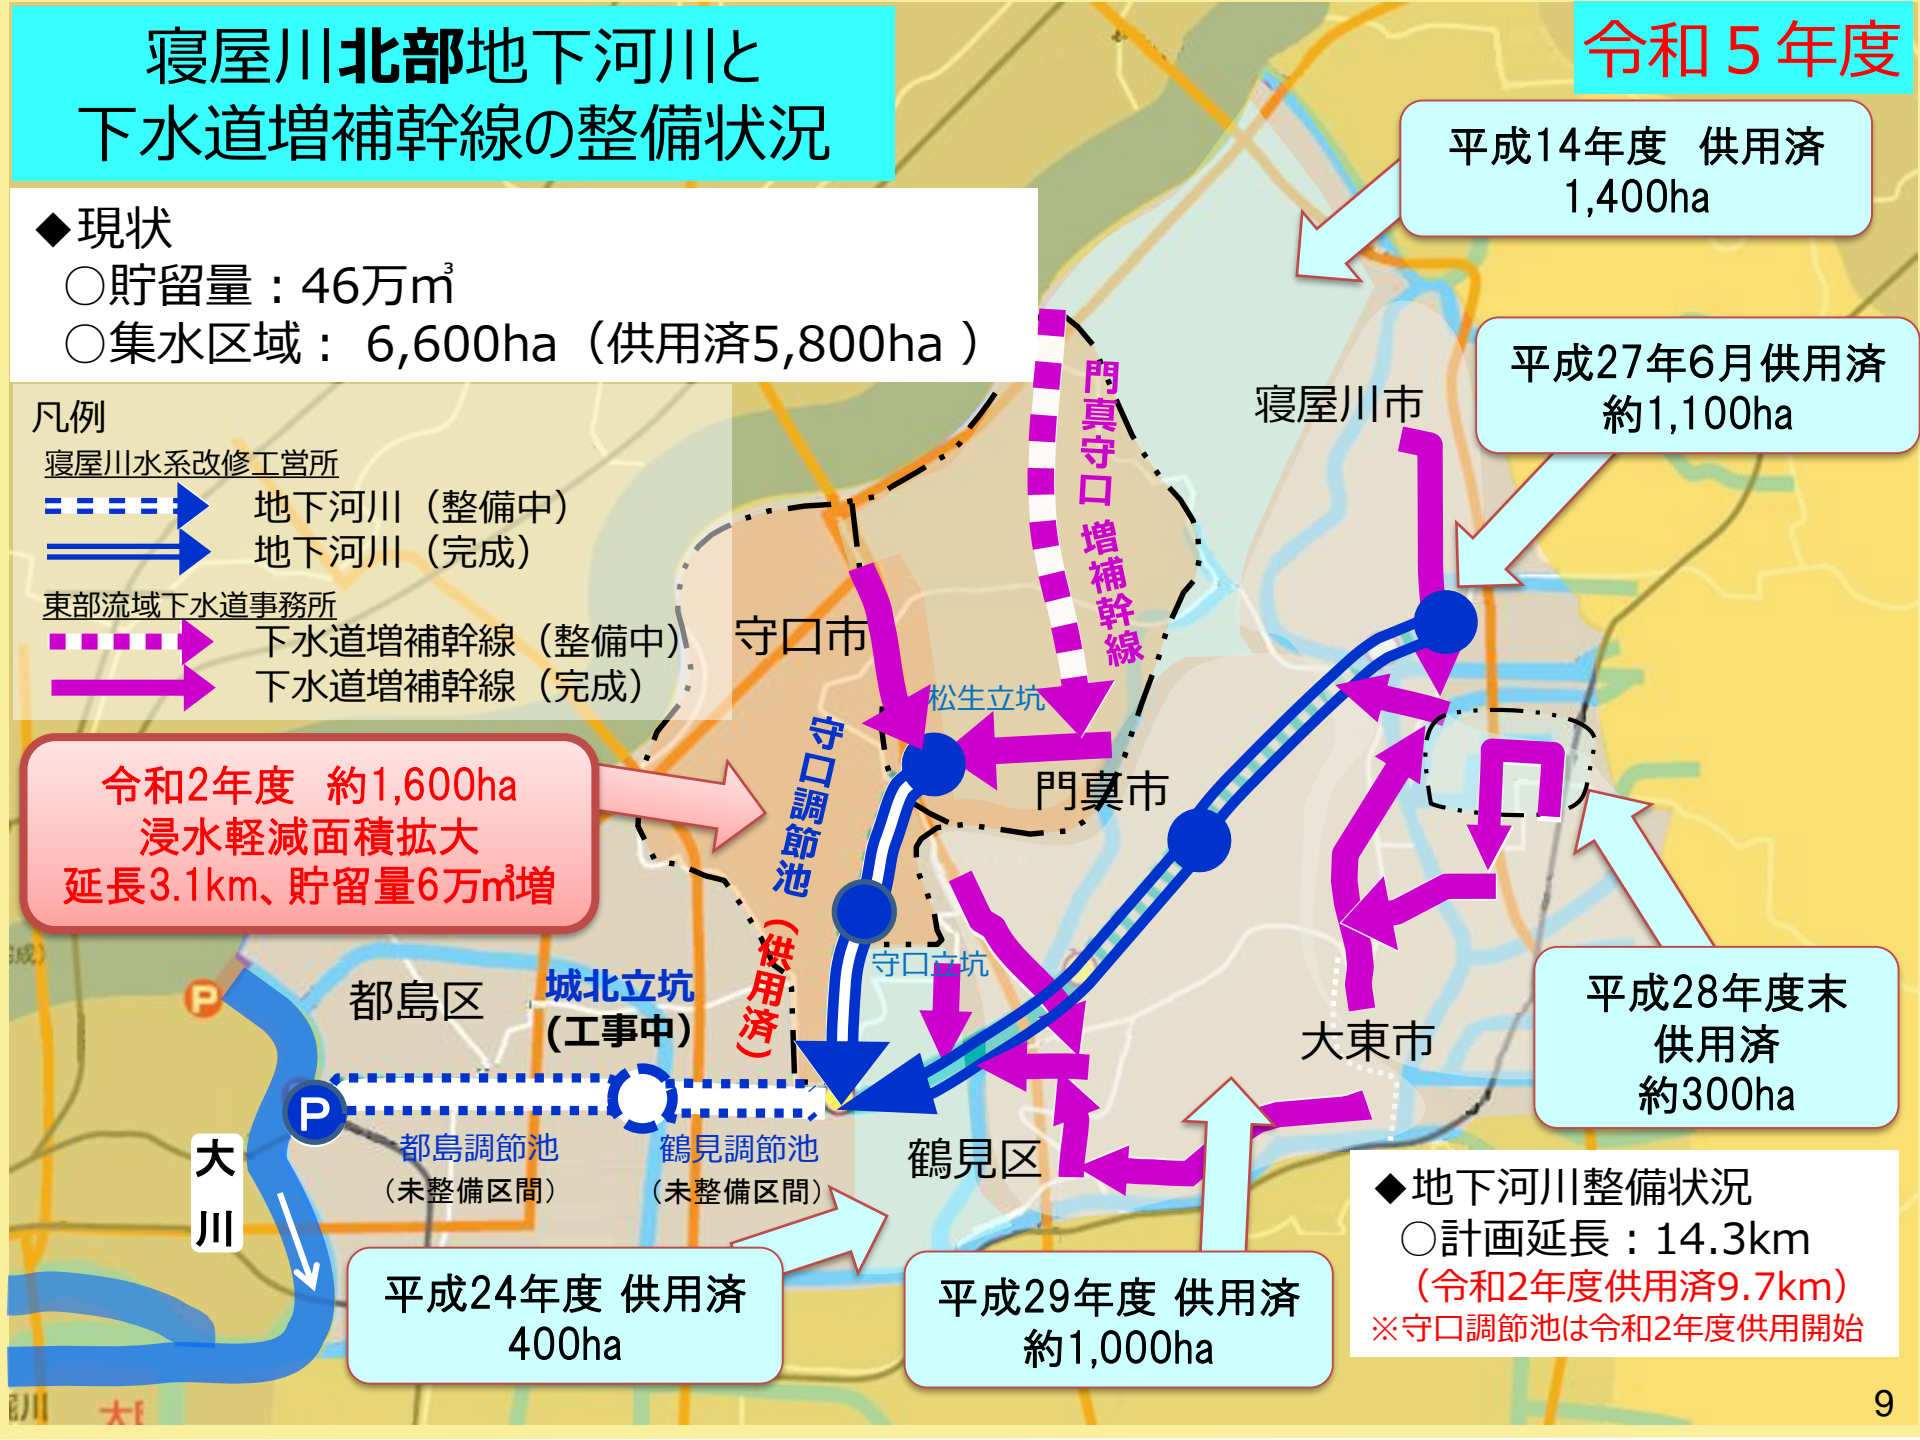 寝屋川北部地下河川と
下水道増補幹線の整備状況
令和５年度
◆現状
○貯留量：46万㎥
○集水区域： 6,600ha（供用済5,800ha ）
凡例
寝屋川水系改修工営所
地下河川（整備中）
地下河川（完成）
東部流域下水道事務所
下水道増補幹線（整備中）
下水道増補幹線（完成）
平成14年度　供用済
1,400ha
平成27年6月供用済
約1,100ha
寝屋川市
門真守口 増補幹線
守口市
松生立坑
門真市
守口調節池
（供用済）
令和2年度　約1,600ha
浸水軽減面積拡大
延長3.1km、貯留量6万㎥増
守口立坑
都島区
城北立坑
(工事中）
大東市
平成28年度末
供用済
約300ha
P
P
都島調節池
（未整備区間）
鶴見調節池
（未整備区間）
鶴見区
大川
平成24年度 供用済
400ha
平成29年度 供用済
約1,000ha
◆地下河川整備状況
○計画延長：14.3km
（令和2年度供用済9.7km）
※守口調節池は令和2年度供用開始
9